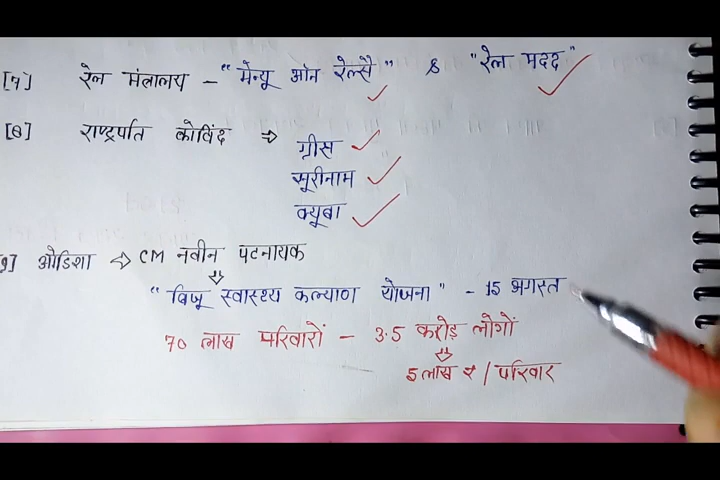 [7] रेल मंत्रालय - "मेन्यू ऑन रेल्सै" & "रेल मदद"
[8] राष्ट्रपति कोविंद ⇒ ग्रीस
सूरीनाम
क्यूबा
9] ओडिशा ⇒ CM नवीन पटनायक
"बिजू स्वास्थ्य कल्याण योजना" - 15 अगस्त
70 लाख परिवारों - 3.5 करोड़ लोगों
5 लाख ₹ / परिवार